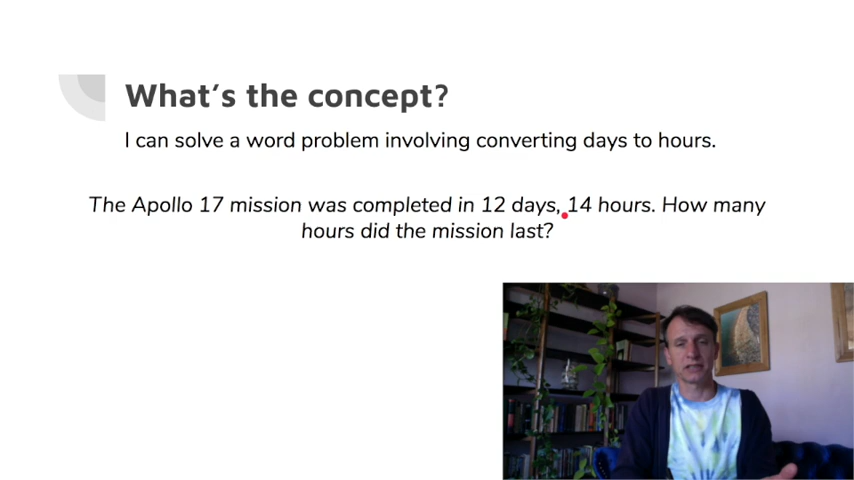 What's the concept?
I can solve a word problem involving converting days to hours.
The Apollo 17 mission was completed in 12 days, 14 hours. How many
hours did the mission last?